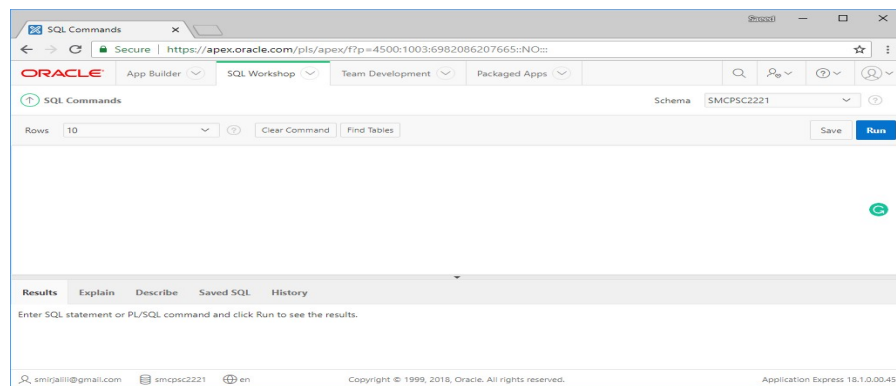 SQL Commands
Saeed
Secure | https://apex.oracle.com/pls/apex/f?p=4500:1003:6982086207665::NO:::
ORACLE App Builder SQL Workshop Team Development Packaged Apps
SQL Commands Schema SMCPSC2221
Rows 10 Clear Command Find Tables Save Run
Results Explain Describe Saved SQL History
Enter SQL statement or PL/SQL command and click Run to see the results.
smcpsc2221 en Copyright © 1999, 2018, Oracle. All rights reserved. Application Express 18.1.0.00.45